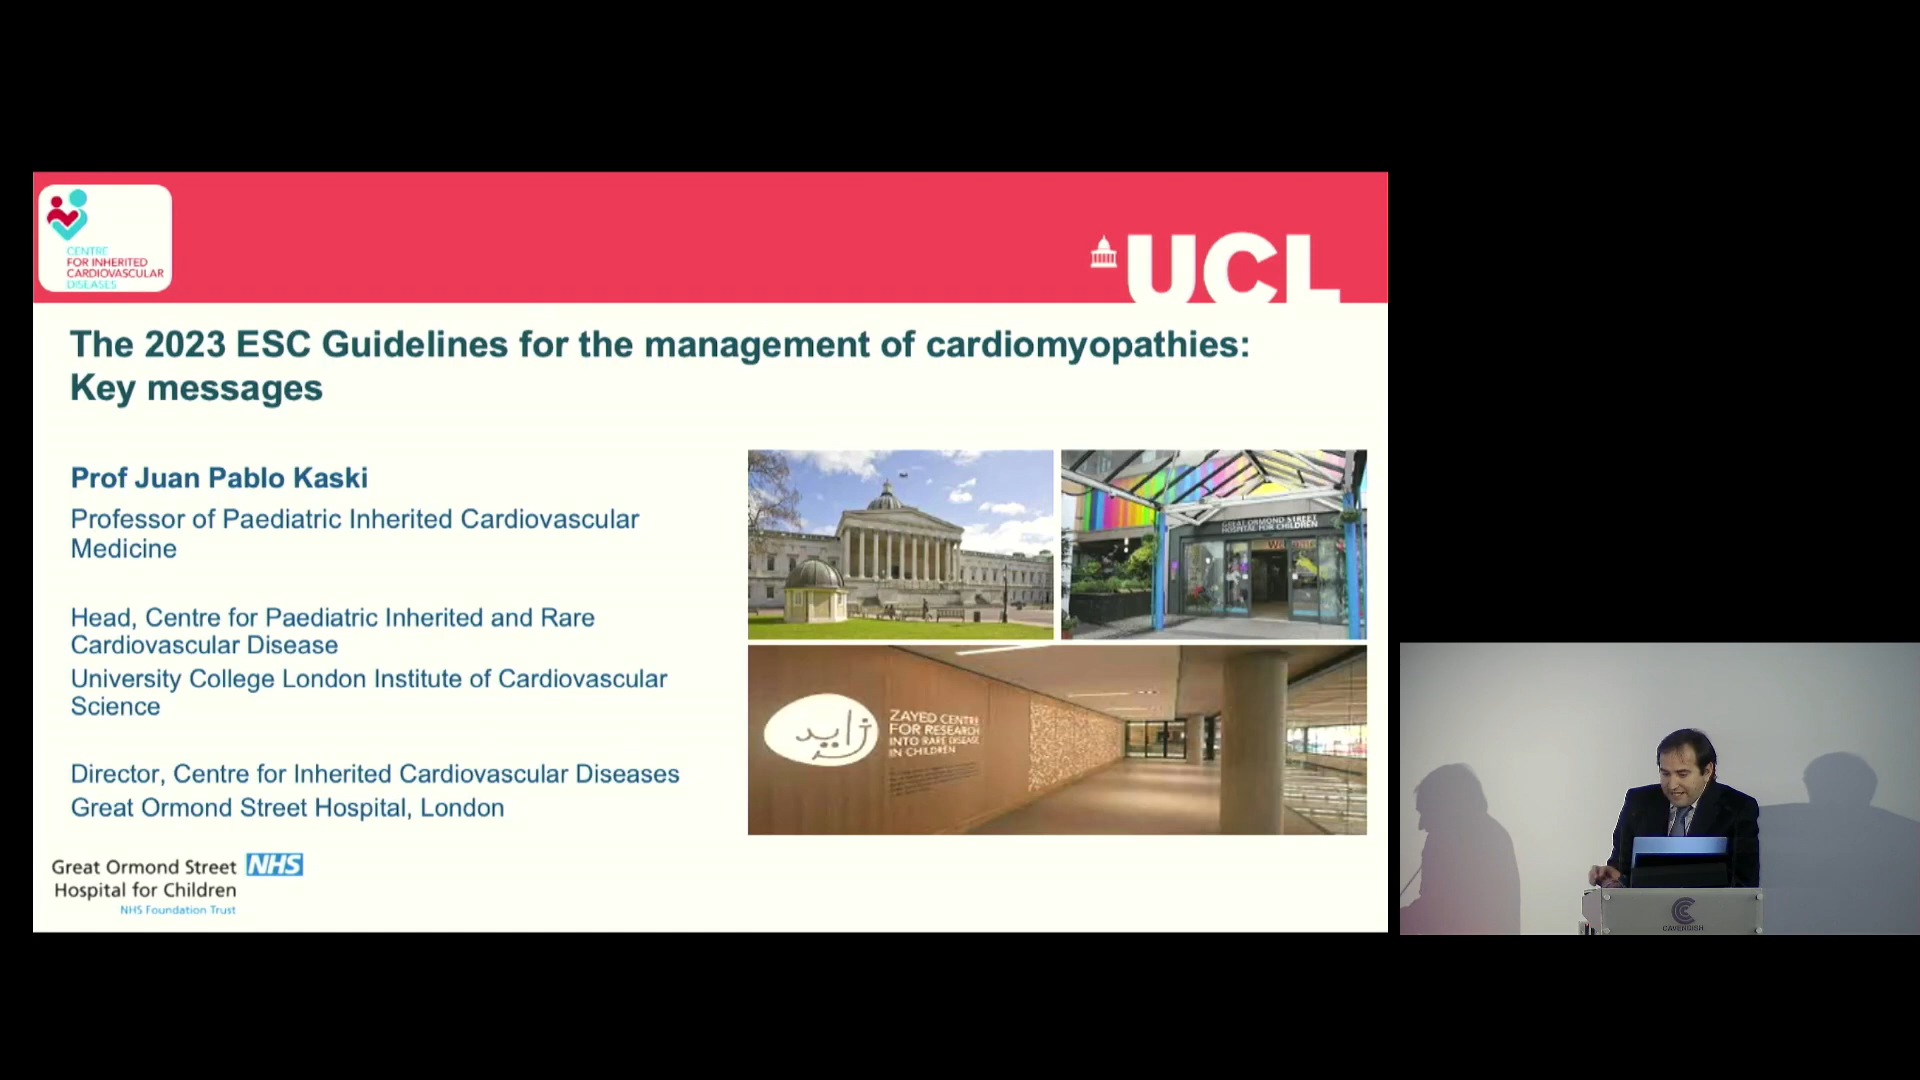 CENTRE
FOR INHERITED
CARDIOVASCULAR
DISEASES
UCL
The 2023 ESC Guidelines for the management of cardiomyopathies:
Key messages
Prof Juan Pablo Kaski
Professor of Paediatric Inherited Cardiovascular
Medicine
Head, Centre for Paediatric Inherited and Rare
Cardiovascular Disease
University College London Institute of Cardiovascular
Science
Director, Centre for Inherited Cardiovascular Diseases
Great Ormond Street Hospital, London
GREAT ORMOND STREET
HOSPITAL FOR CHILDREN
زايد
ZAYED CENTRE
FOR RESEARCH
INTO RARE DISEASE
IN CHILDREN
Great Ormond Street NHS
Hospital for Children
NHS Foundation Trust
CAVENDISH